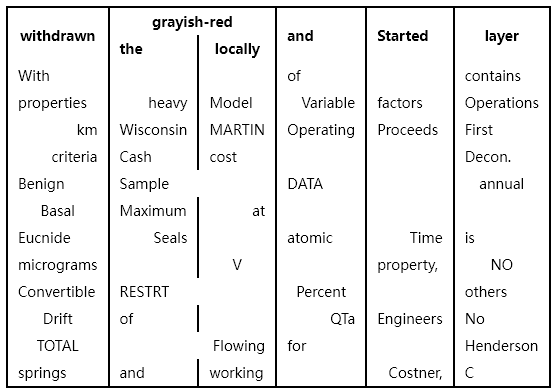 grayish-red
withdrawn and Started layer
the locally
With of contains
properties heavy Model Variable factors Operations
km Wisconsin MARTIN Operating Proceeds First
criteria Cash cost Decon.
Benign Sample DATA annual
Basal Maximum at
Eucnide Seals atomic Time is
micrograms V property, NO
Convertible RESTRT Percent others
Drift of QTa Engineers No
TOTAL Flowing for Henderson
springs and working Costner, C